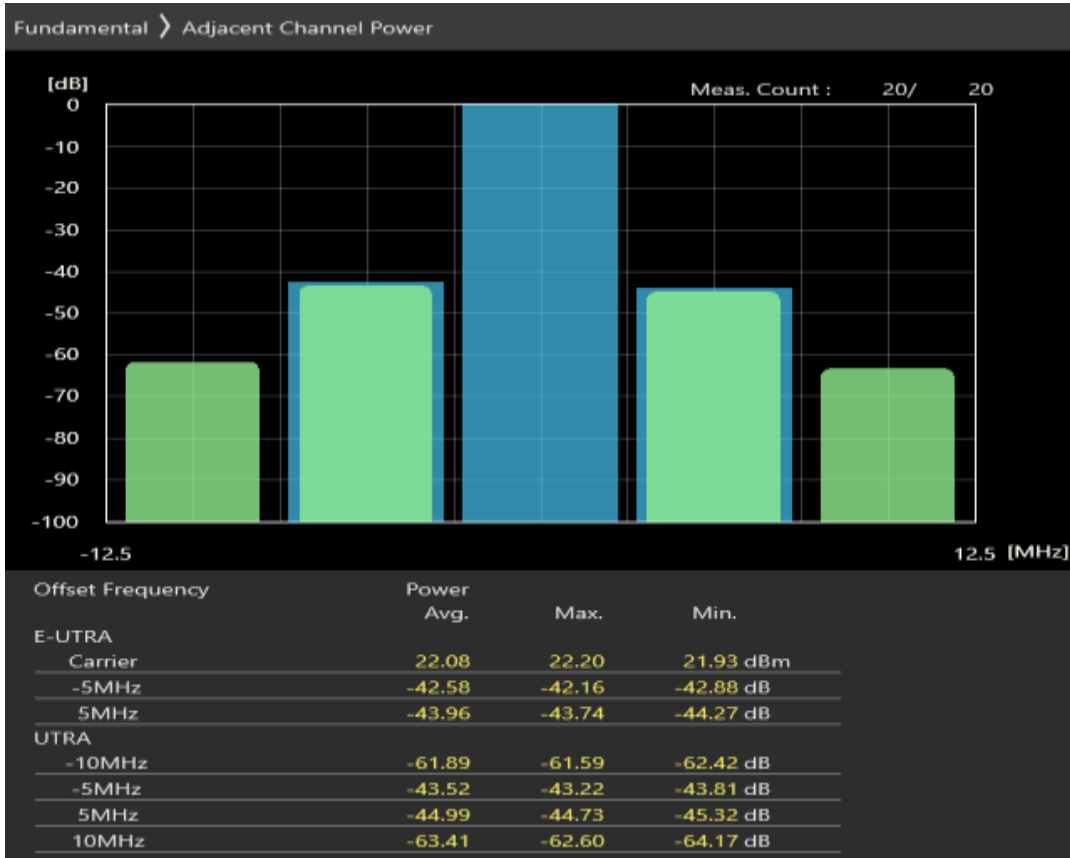 Fundamental 〉 Adjacent Channel Power
[dB]
Meas. Count : 20/ 20
0
-10
-20
-30
-40
-50
-60
-70
-80
-90
-100
-12.5 12.5 [MHz]
Offset Frequency Power
Avg. Max. Min.
E-UTRA
Carrier 22.08 22.20 21.93 dBm
-5MHz -42.58 -42.16 -42.88 dB
5MHz -43.96 -43.74 -44.27 dB
UTRA
-10MHz -61.89 -61.59 -62.42 dB
-5MHz -43.52 -43.22 -43.81 dB
5MHz -44.99 -44.73 -45.32 dB
10MHz -63.41 -62.60 -64.17 dB